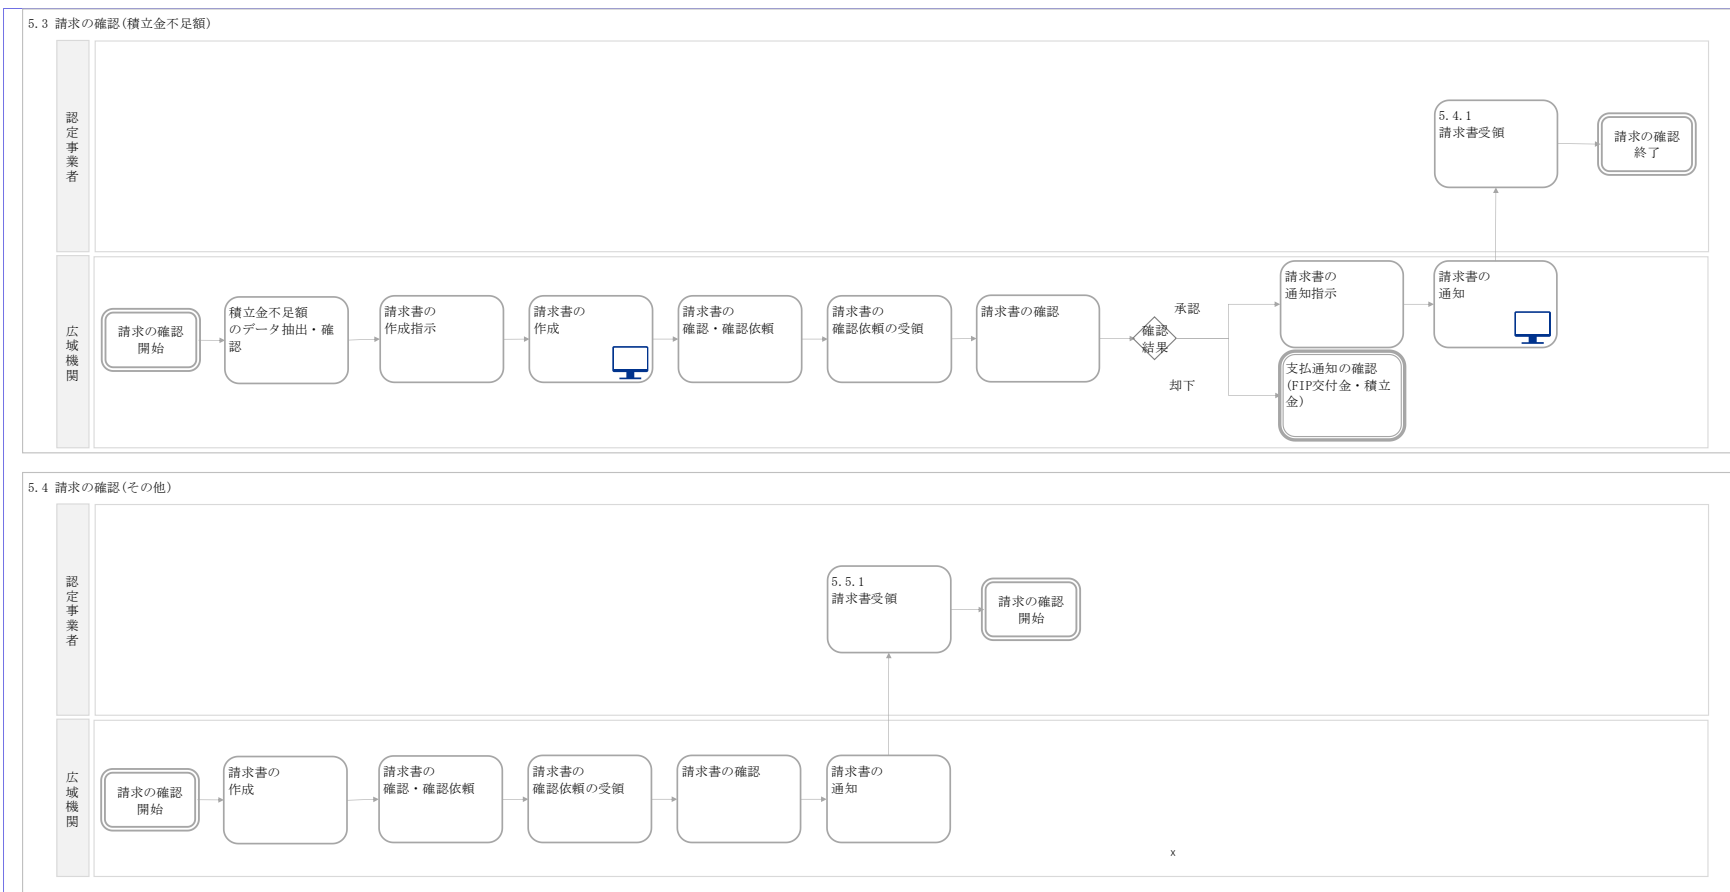 5.3 請求の確認(積立金不足額)
認定事業者
5.4.1
請求書受領
請求の確認
終了
広域機関
請求の確認
開始
積立金不足額
のデータ抽出・確
認
請求書の
作成指示
請求書の
作成
請求書の
確認・確認依頼
請求書の
確認依頼の受領
請求書の確認
確認
結果
承認
却下
請求書の
通知指示
請求書の
通知
支払通知の確認
(FIP交付金・積立
金)
5.4 請求の確認(その他)
認定事業者
5.5.1
請求書受領
請求の確認
開始
広域機関
請求の確認
開始
請求書の
作成
請求書の
確認・確認依頼
請求書の
確認依頼の受領
請求書の確認
請求書の
通知
x